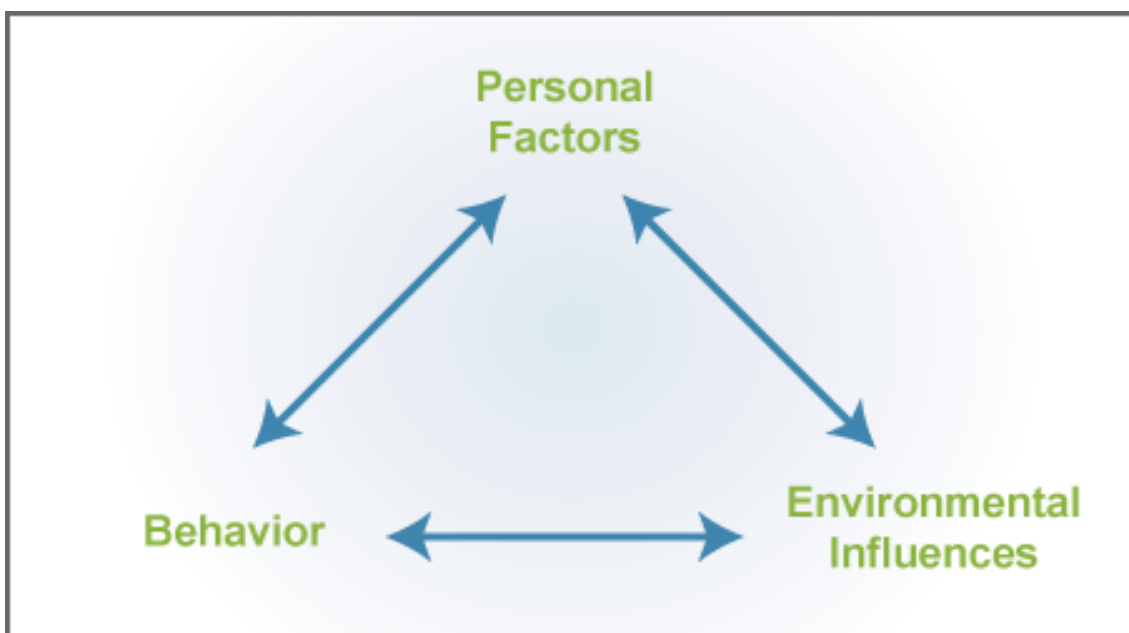 Personal
Factors
Behavior
Environmental
Influences